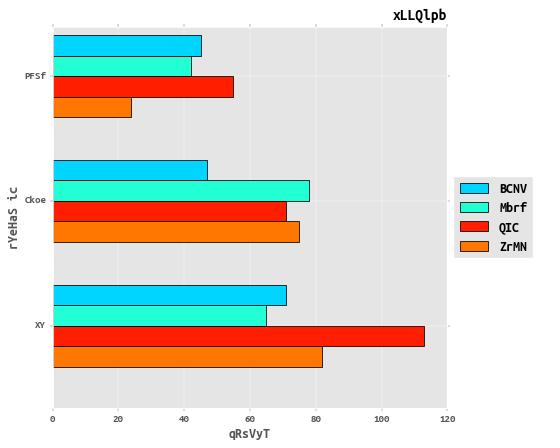 xLLQlpb
PFSf
Ckoe
XY
rYeHaS ic
0 20 40 60 80 100 120
qRsVyT
BCNV
Mbrf
QIC
ZrMN